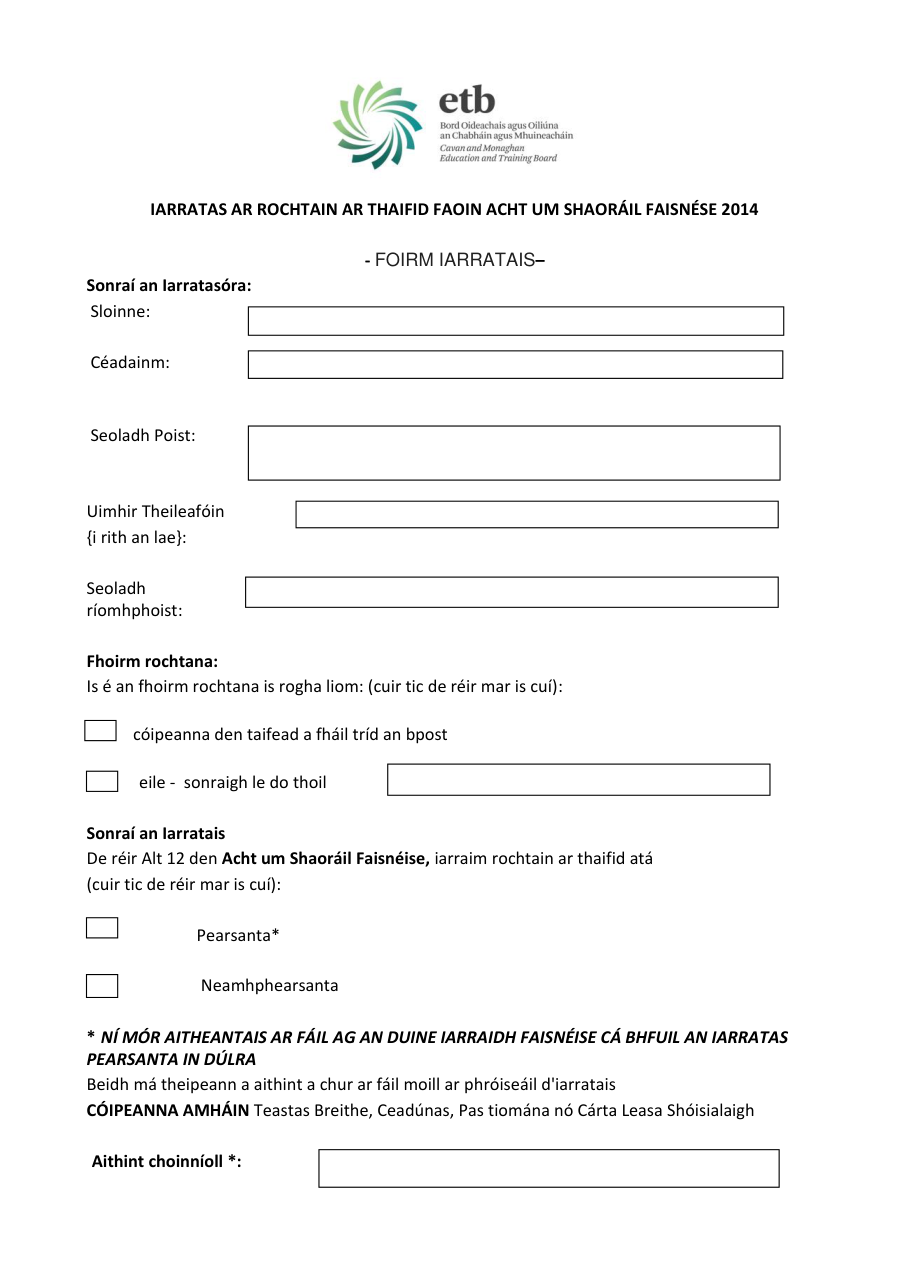 etb
Bord Oideachais agus Oiliúna
an Chabháin agus Mhuineacháin
Cavan and Monaghan
Education and Training Board
IARRATAS AR ROCHTAIN AR THAIFID FAOIN ACHT UM SHAORÁIL FAISNÉSE 2014
- FOIRM IARRATAIS–
Sonraí an Iarratasóra:
Sloinne:
Céadainm:
Seoladh Poist:
Uimhir Theileafóin
{i rith an lae}:
Seoladh
ríomhphoist:
Fhoirm rochtana:
Is é an fhoirm rochtana is rogha liom: (cuir tic de réir mar is cuí):
cóipeanna den taifead a fháil tríd an bpost
eile - sonraigh le do thoil
Sonraí an Iarratais
De réir Alt 12 den Acht um Shaoráil Faisnéise, iarraim rochtain ar thaifid atá
(cuir tic de réir mar is cuí):
Pearsanta*
Neamhphearsanta
* NÍ MÓR AITHEANTAIS AR FÁIL AG AN DUINE IARRAIDH FAISNÉISE CÁ BHFUIL AN IARRATAS
PEARSANTA IN DÚLRA
Beidh má theipeann a aithint a chur ar fáil moill ar phróiseáil d'iarratais
CÓIPEANNA AMHÁIN Teastas Breithe, Ceadúnas, Pas tiomána nó Cárta Leasa Shóisialaigh
Aithint choinníoll *: